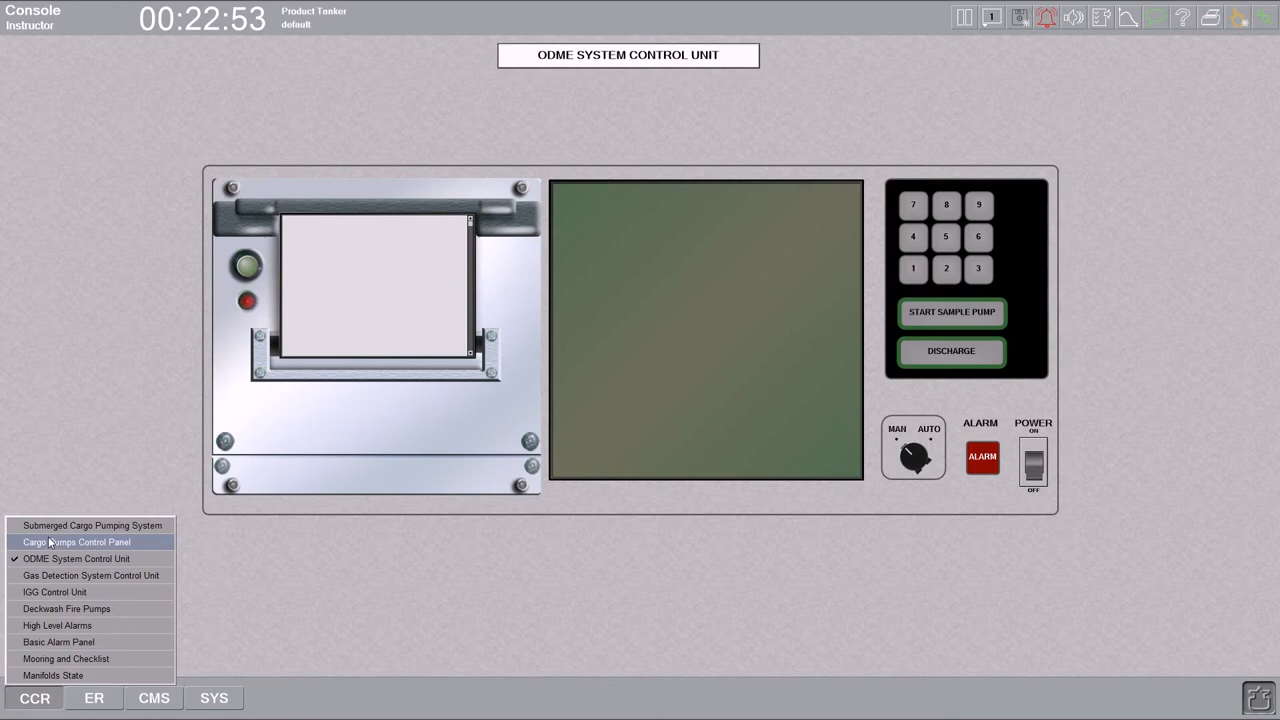 Console
Instructor
00:22:53
Product Tanker
default
1
ODME SYSTEM CONTROL UNIT
7 8 9
4 5 6
1 2 3
START SAMPLE PUMP
DISCHARGE
MAN AUTO
ALARM
ALARM
POWER
ON
OFF
Submerged Cargo Pumping System
Cargo Pumps Control Panel
ODME System Control Unit
Gas Detection System Control Unit
IGG Control Unit
Deckwash Fire Pumps
High Level Alarms
Basic Alarm Panel
Mooring and Checklist
Manifolds State
CCR ER CMS SYS